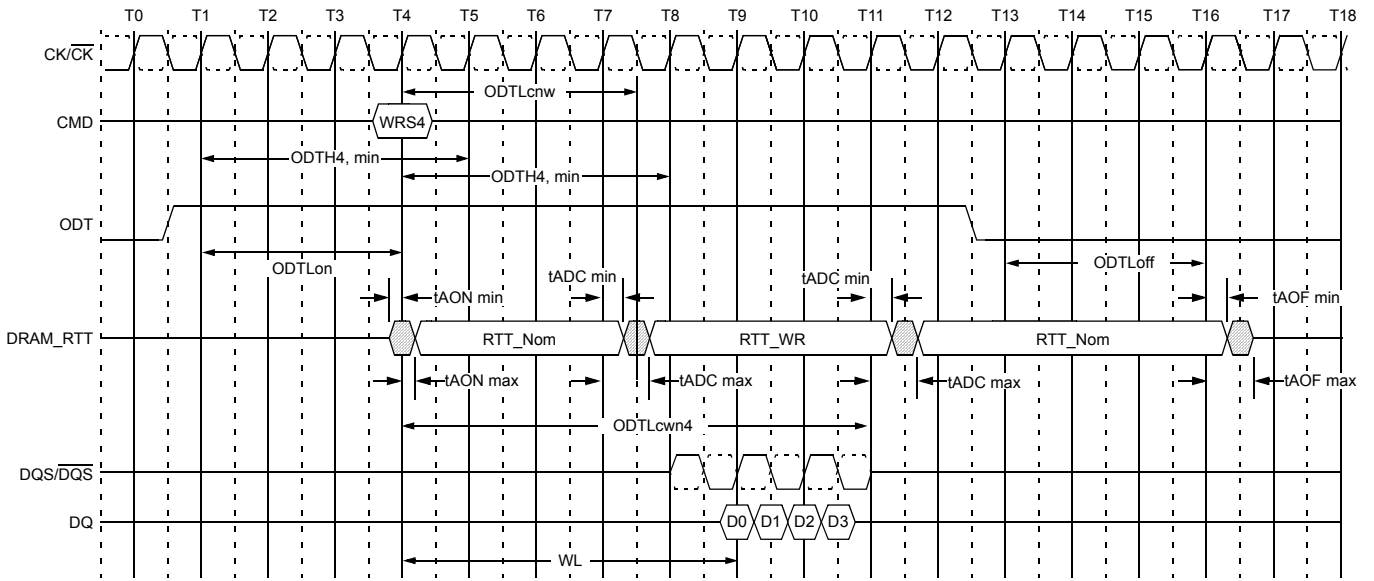 T0 T1 T2 T3 T4 T5 T6 T7 T8 T9 T10 T11 T12 T13 T14 T15 T16 T17 T18
CK/CK
ODTLcnw
CMD
WRS4
ODTH4, min
ODTH4, min
ODT
ODTLon
tADC min
tADC min
ODTLoff
tAON min
tAOF min
DRAM_RTT
RTT_Nom
RTT_WR
RTT_Nom
tAON max
tADC max
tADC max
tAOF max
ODTLcwn4
DQS/DQS
DQ
D0 D1 D2 D3
WL